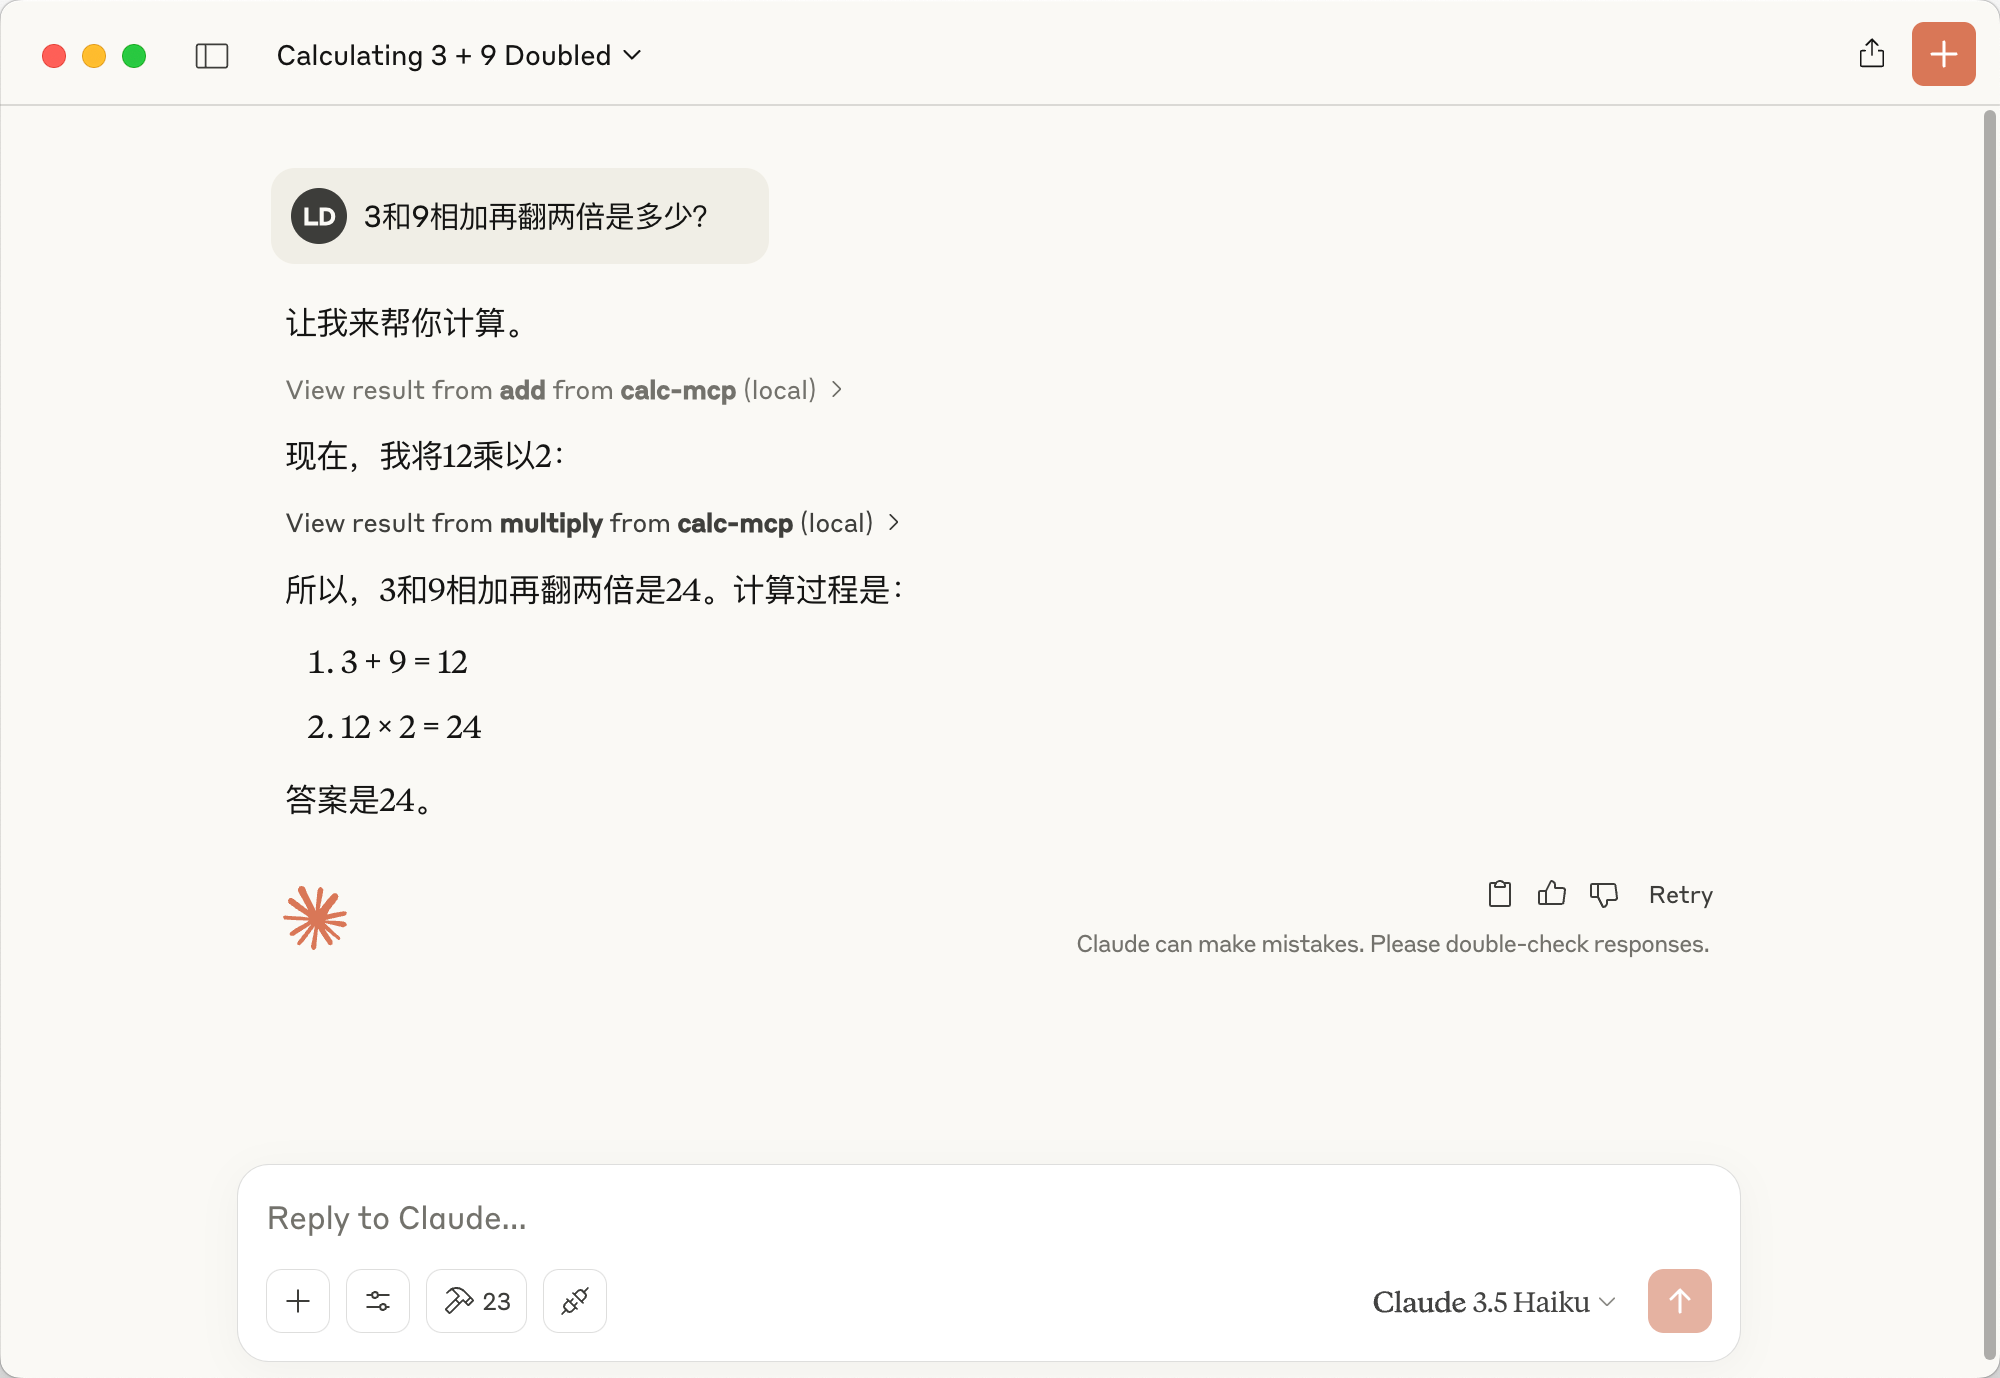 Calculating 3 + 9 Doubled
LD
3和9相加再翻两倍是多少?
让我来帮你计算。
View result from add from calc-mcp (local)
现在，我将12乘以2：
View result from multiply from calc-mcp (local)
所以，3和9相加再翻两倍是24。计算过程是：
1. 3 + 9 = 12
2. 12 × 2 = 24
答案是24。
Retry
Claude can make mistakes. Please double-check responses.
Reply to Claude...
23
Claude 3.5 Haiku